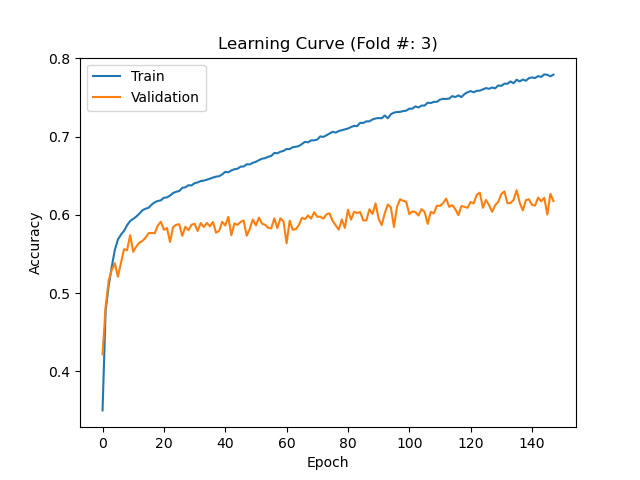 Learning Curve (Fold #: 3)
Train
Validation
Accuracy
0.8
0.7
0.6
0.5
0.4
0 20 40 60 80 100 120 140
Epoch